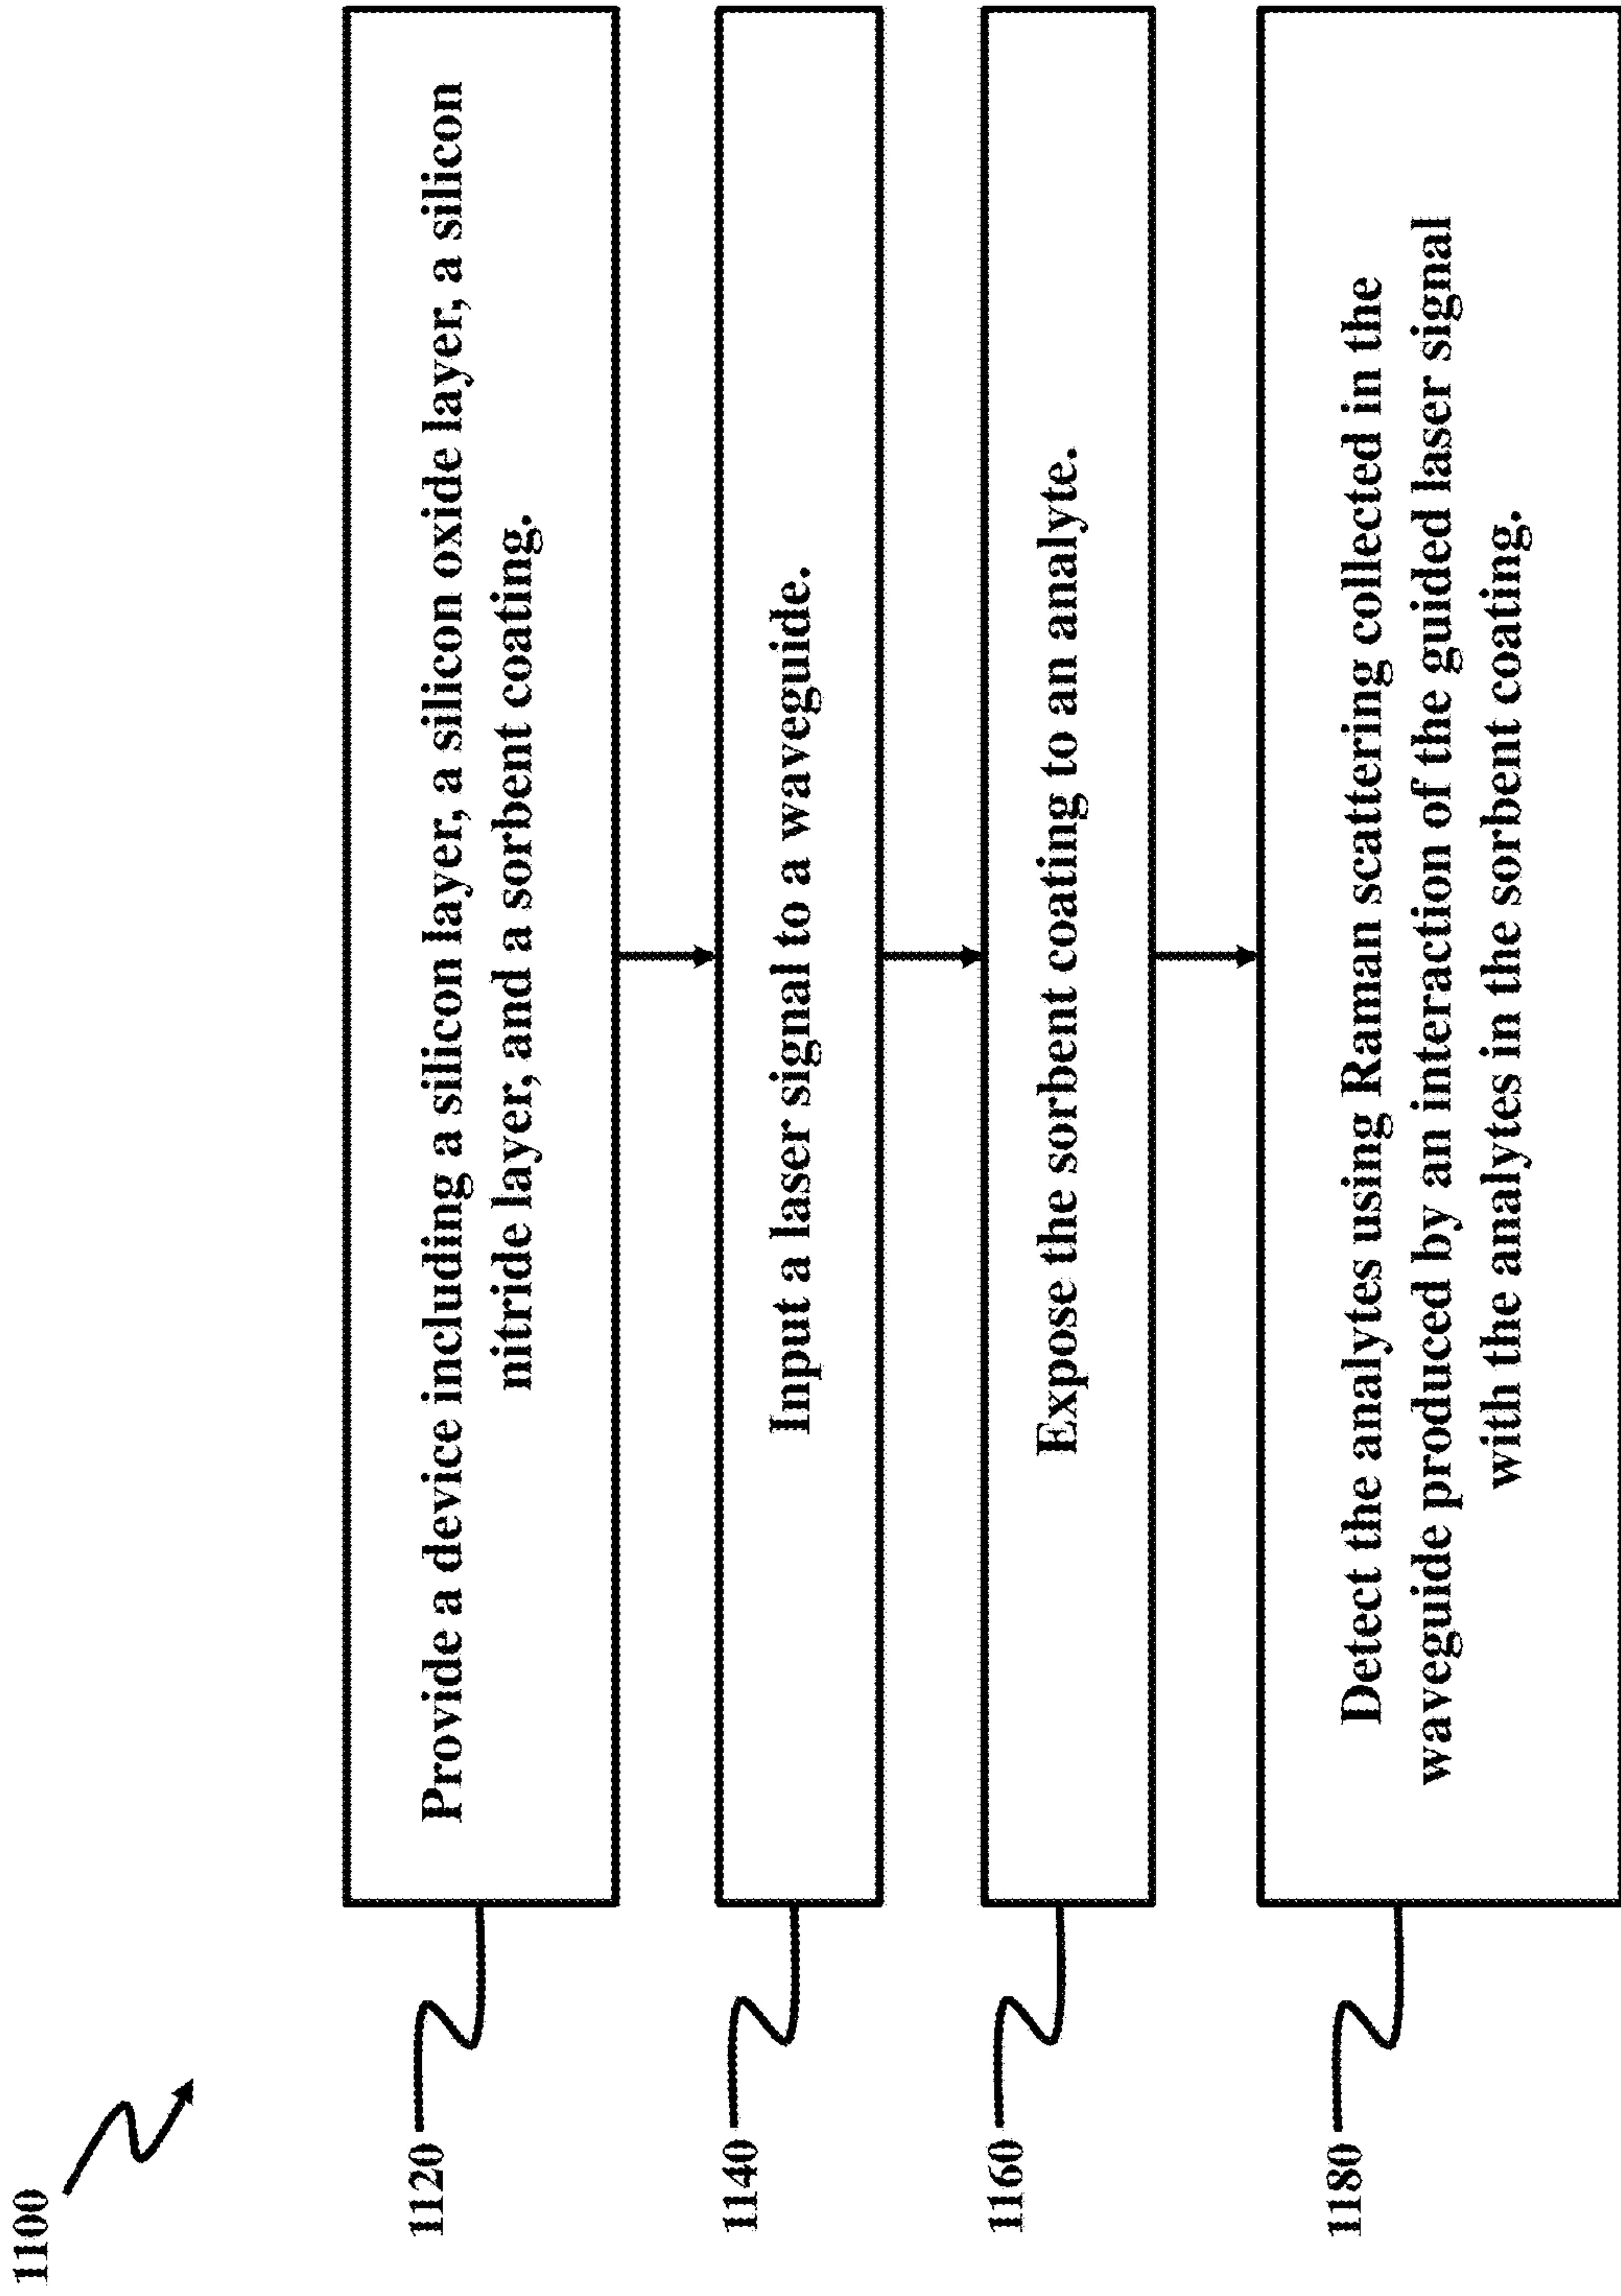 1100
1120
Provide a device including a silicon layer, a silicon oxide layer, a silicon
nitride layer, and a sorbent coating.
1140
Input a laser signal to a waveguide.
1160
Expose the sorbent coating to an analyte.
1180
Detect the analytes using Raman scattering collected in the
waveguide produced by an interaction of the guided laser signal
with the analytes in the sorbent coating.